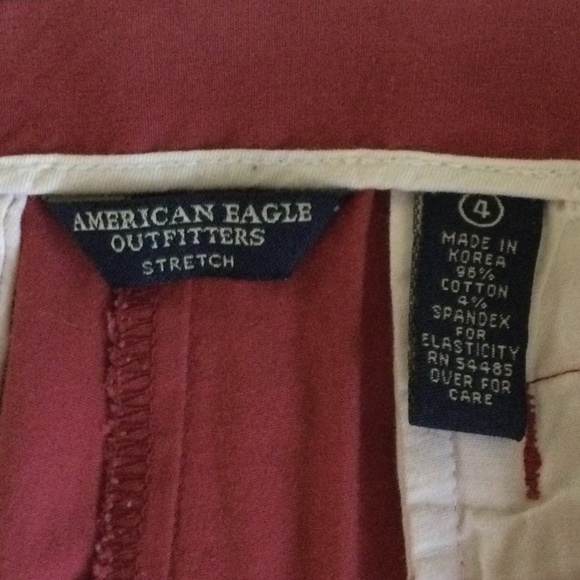 AMERICAN EAGLE
OUTFITTERS
STRETCH
4
MADE IN
KOREA
96%
COTTON
4%
SPANDEX
FOR
ELASTICITY
RN 54485
OVER FOR
CARE